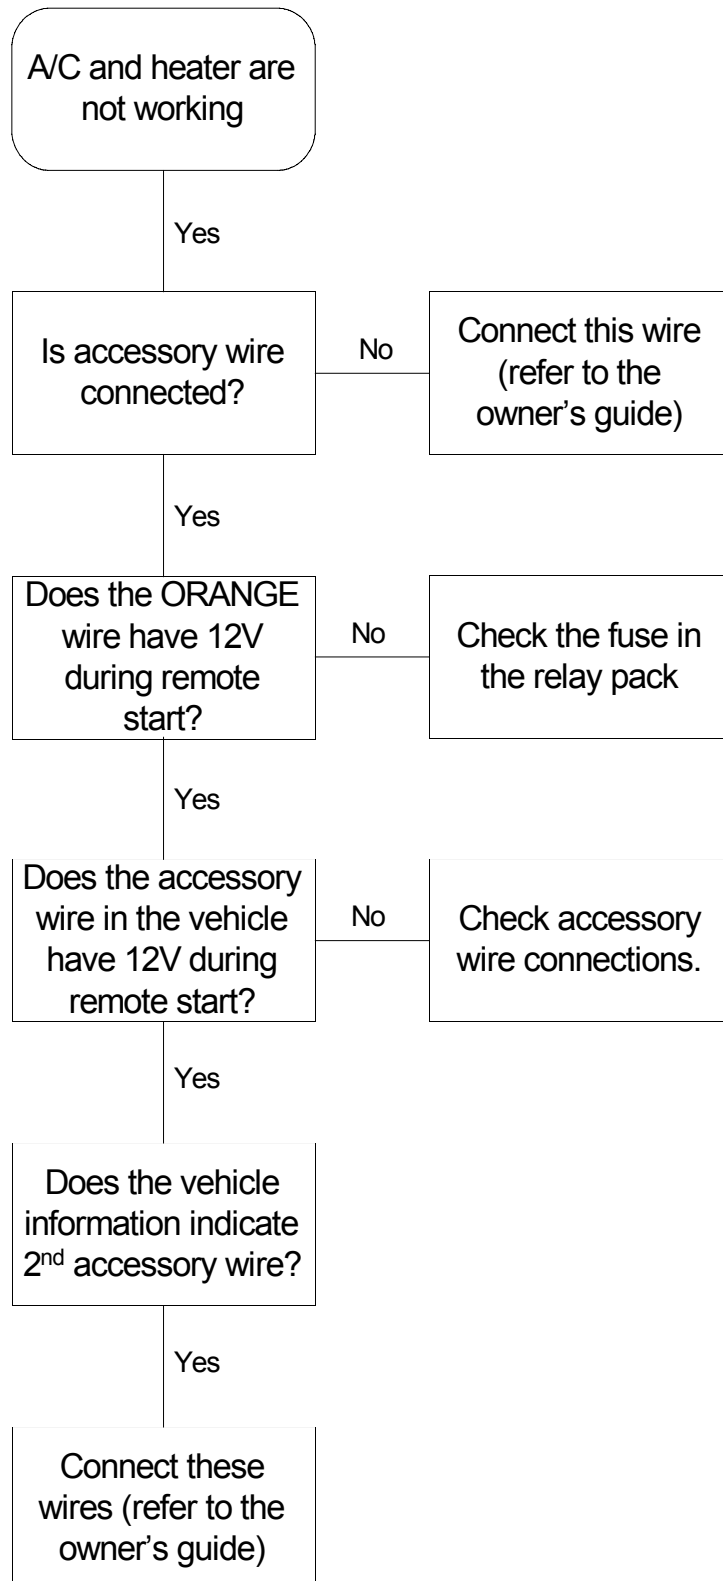 A/C and heater are
not working
Yes
Is accessory wire
connected?
No
Connect this wire
(refer to the
owner's guide)
Yes
Does the ORANGE
wire have 12V
during remote
start?
No
Check the fuse in
the relay pack
Yes
Does the accessory
wire in the vehicle
have 12V during
remote start?
No
Check accessory
wire connections.
Yes
Does the vehicle
information indicate
2nd accessory wire?
Yes
Connect these
wires (refer to the
owner's guide)